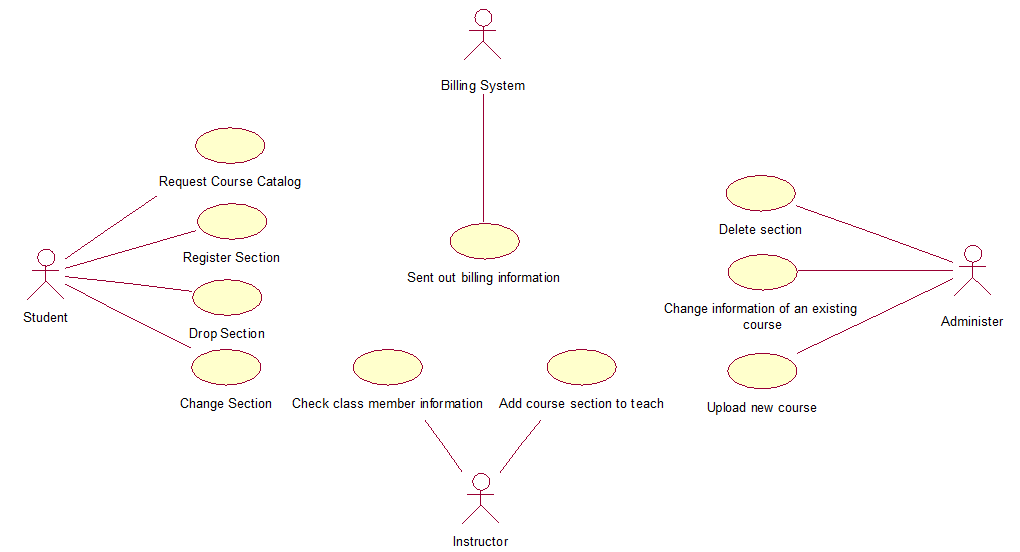 Billing System
Request Course Catalog
Register Section
Delete section
Sent out billing information
Student
Change information of an existing
course
Administer
Drop Section
Change Section
Check class member information
Add course section to teach
Upload new course
Instructor